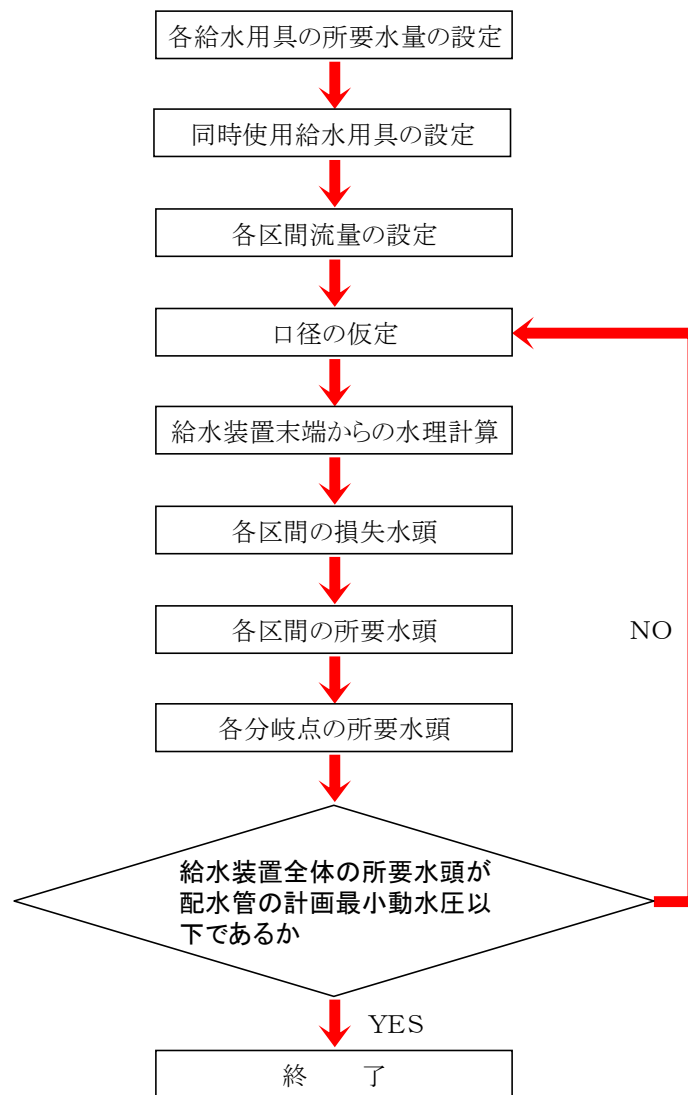 各給水用具の所要水量の設定
同時使用給水用具の設定
各区間流量の設定
口径の仮定
給水装置末端からの水理計算
各区間の損失水頭
各区間の所要水頭
NO
各分岐点の所要水頭
給水装置全体の所要水頭が
配水管の計画最小動水圧以
下であるか
YES
終　　了